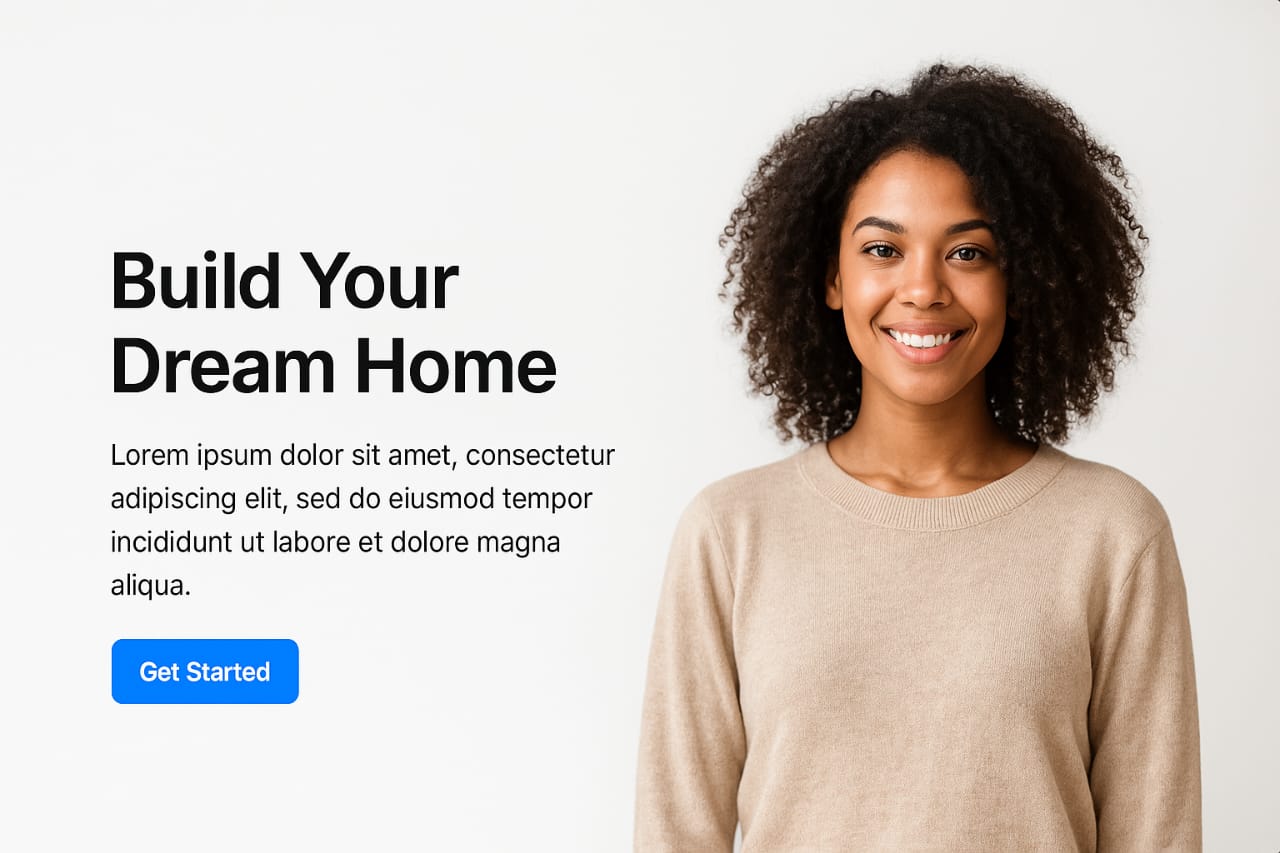 Build Your
Dream Home
Lorem ipsum dolor sit amet, consectetur
adipiscing elit, sed do eiusmod tempor
incididunt ut labore et dolore magna
aliqua.
Get Started